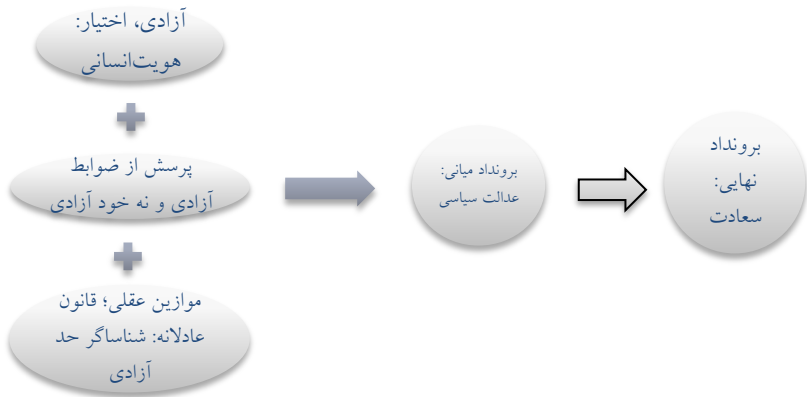 آزادی، اختیار:
هویت‌انسانی
پرسش از ضوابط
آزادی و نه خود آزادی
موازین عقلی؛ قانون
عادلانه: شناساگر حد
آزادی
برونداد میانی:
عدالت سیاسی
برونداد
نهایی:
سعادت